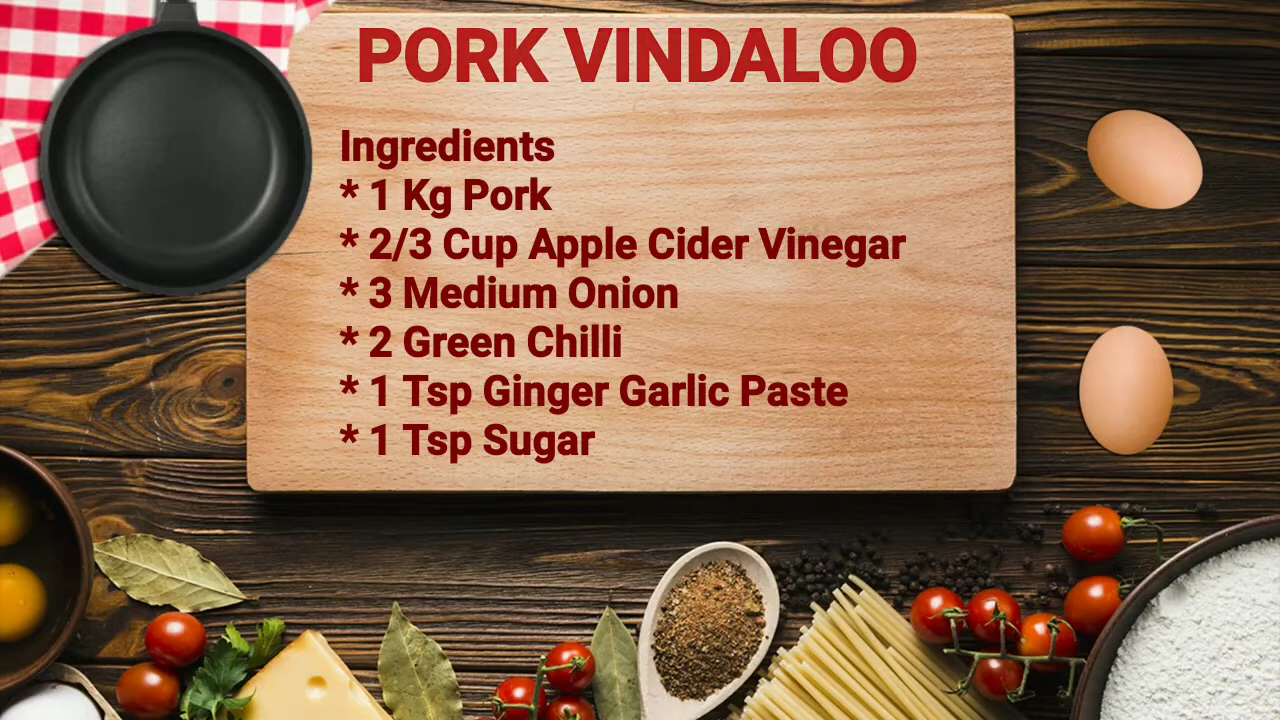 PORK VINDALOO
Ingredients
* 1 Kg Pork
* 2/3 Cup Apple Cider Vinegar
* 3 Medium Onion
* 2 Green Chilli
* 1 Tsp Ginger Garlic Paste
* 1 Tsp Sugar